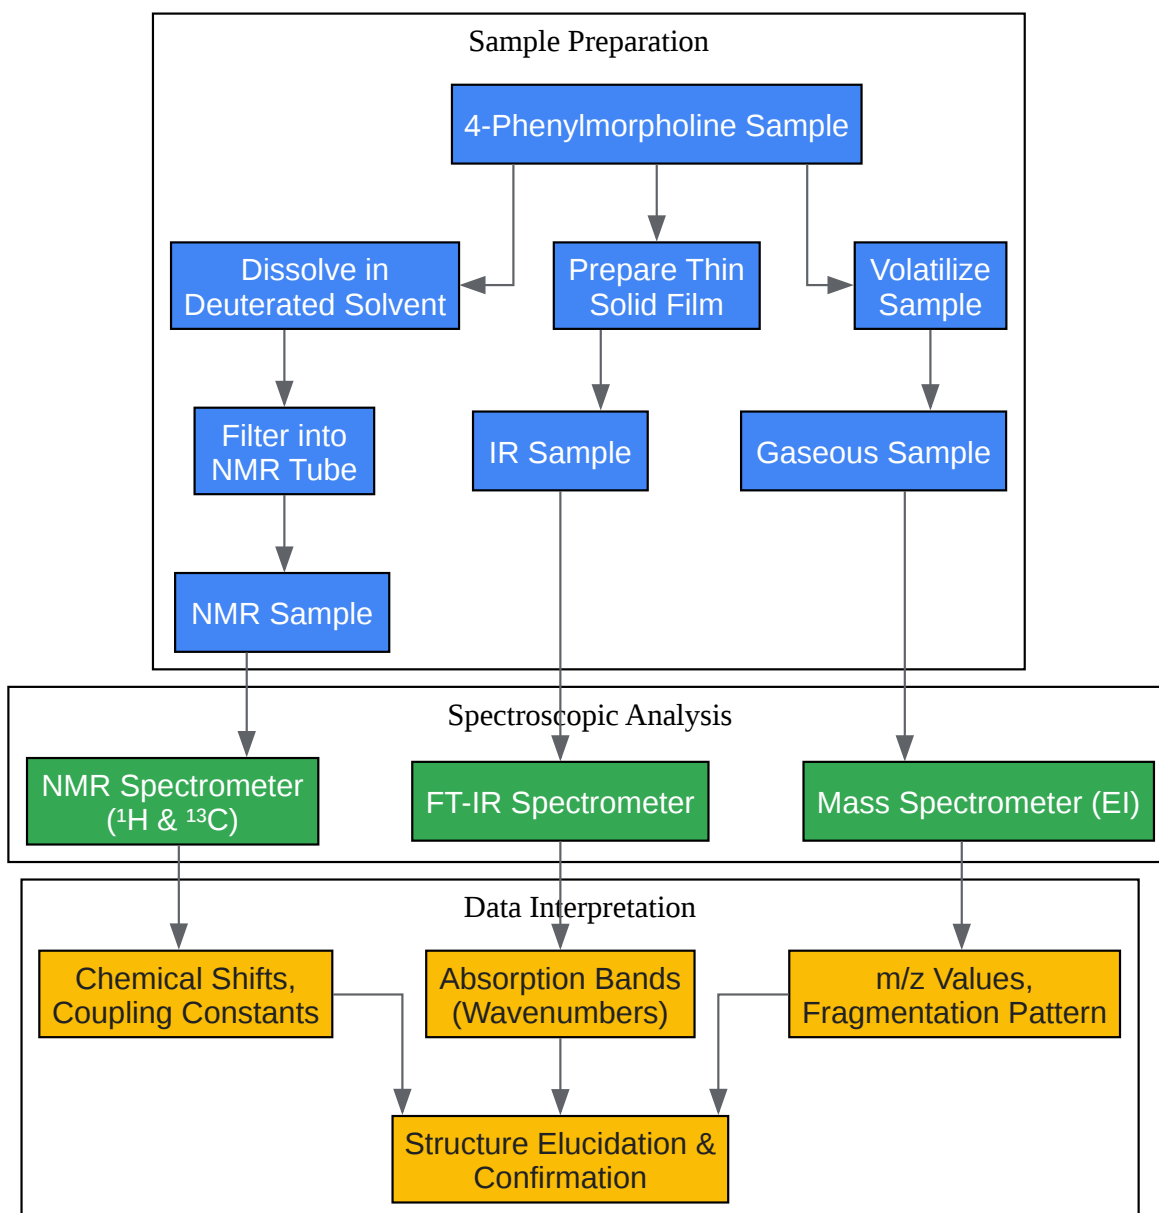 Sample Preparation
4-Phenylmorpholine Sample
Dissolve in
Deuterated Solvent
Prepare Thin
Solid Film
Volatilize
Sample
Filter into
NMR Tube
IR Sample
Gaseous Sample
NMR Sample
Spectroscopic Analysis
NMR Spectrometer
(¹H & ¹³C)
FT-IR Spectrometer
Mass Spectrometer (EI)
Data Interpretation
Chemical Shifts,
Coupling Constants
Absorption Bands
(Wavenumbers)
m/z Values,
Fragmentation Pattern
Structure Elucidation &
Confirmation